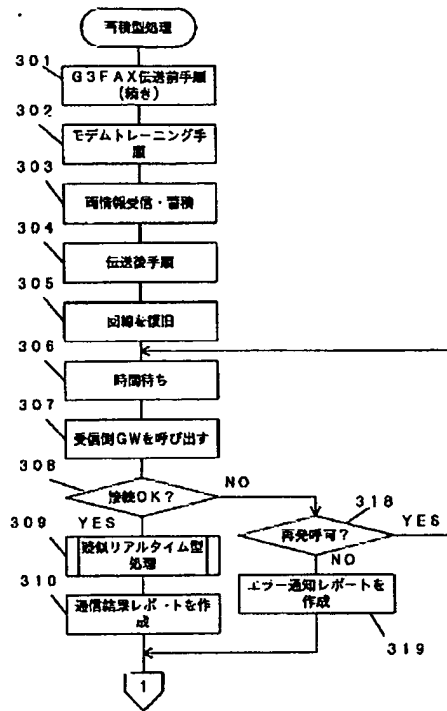 再積型処理
301
G3FAX伝送前手順
(続き)
302
モデムトレーニング手
順
303
画情報受信・蓄積
304
伝送後手順
305
回線を復旧
306
時間待ち
307
受信側GWを呼び出す
308
接続OK?
NO
318
YES
再発呼可?
YES
309
疑似リアルタイム型
処理
NO
310
通信結果レポートを作
成
エラー通知レポートを
作成
319
1